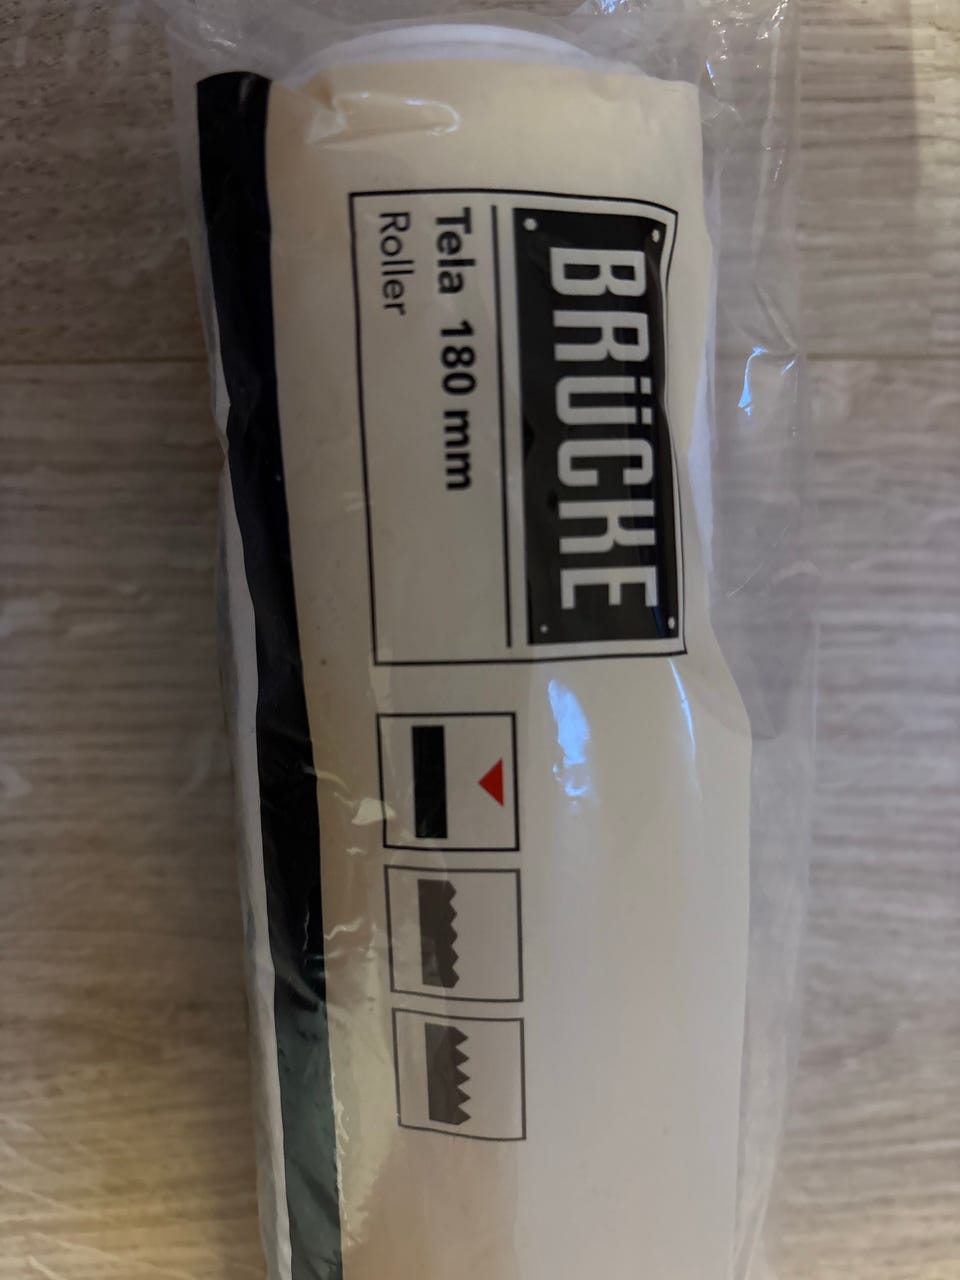 BRÜCKE
Tela 180 mm
Roller